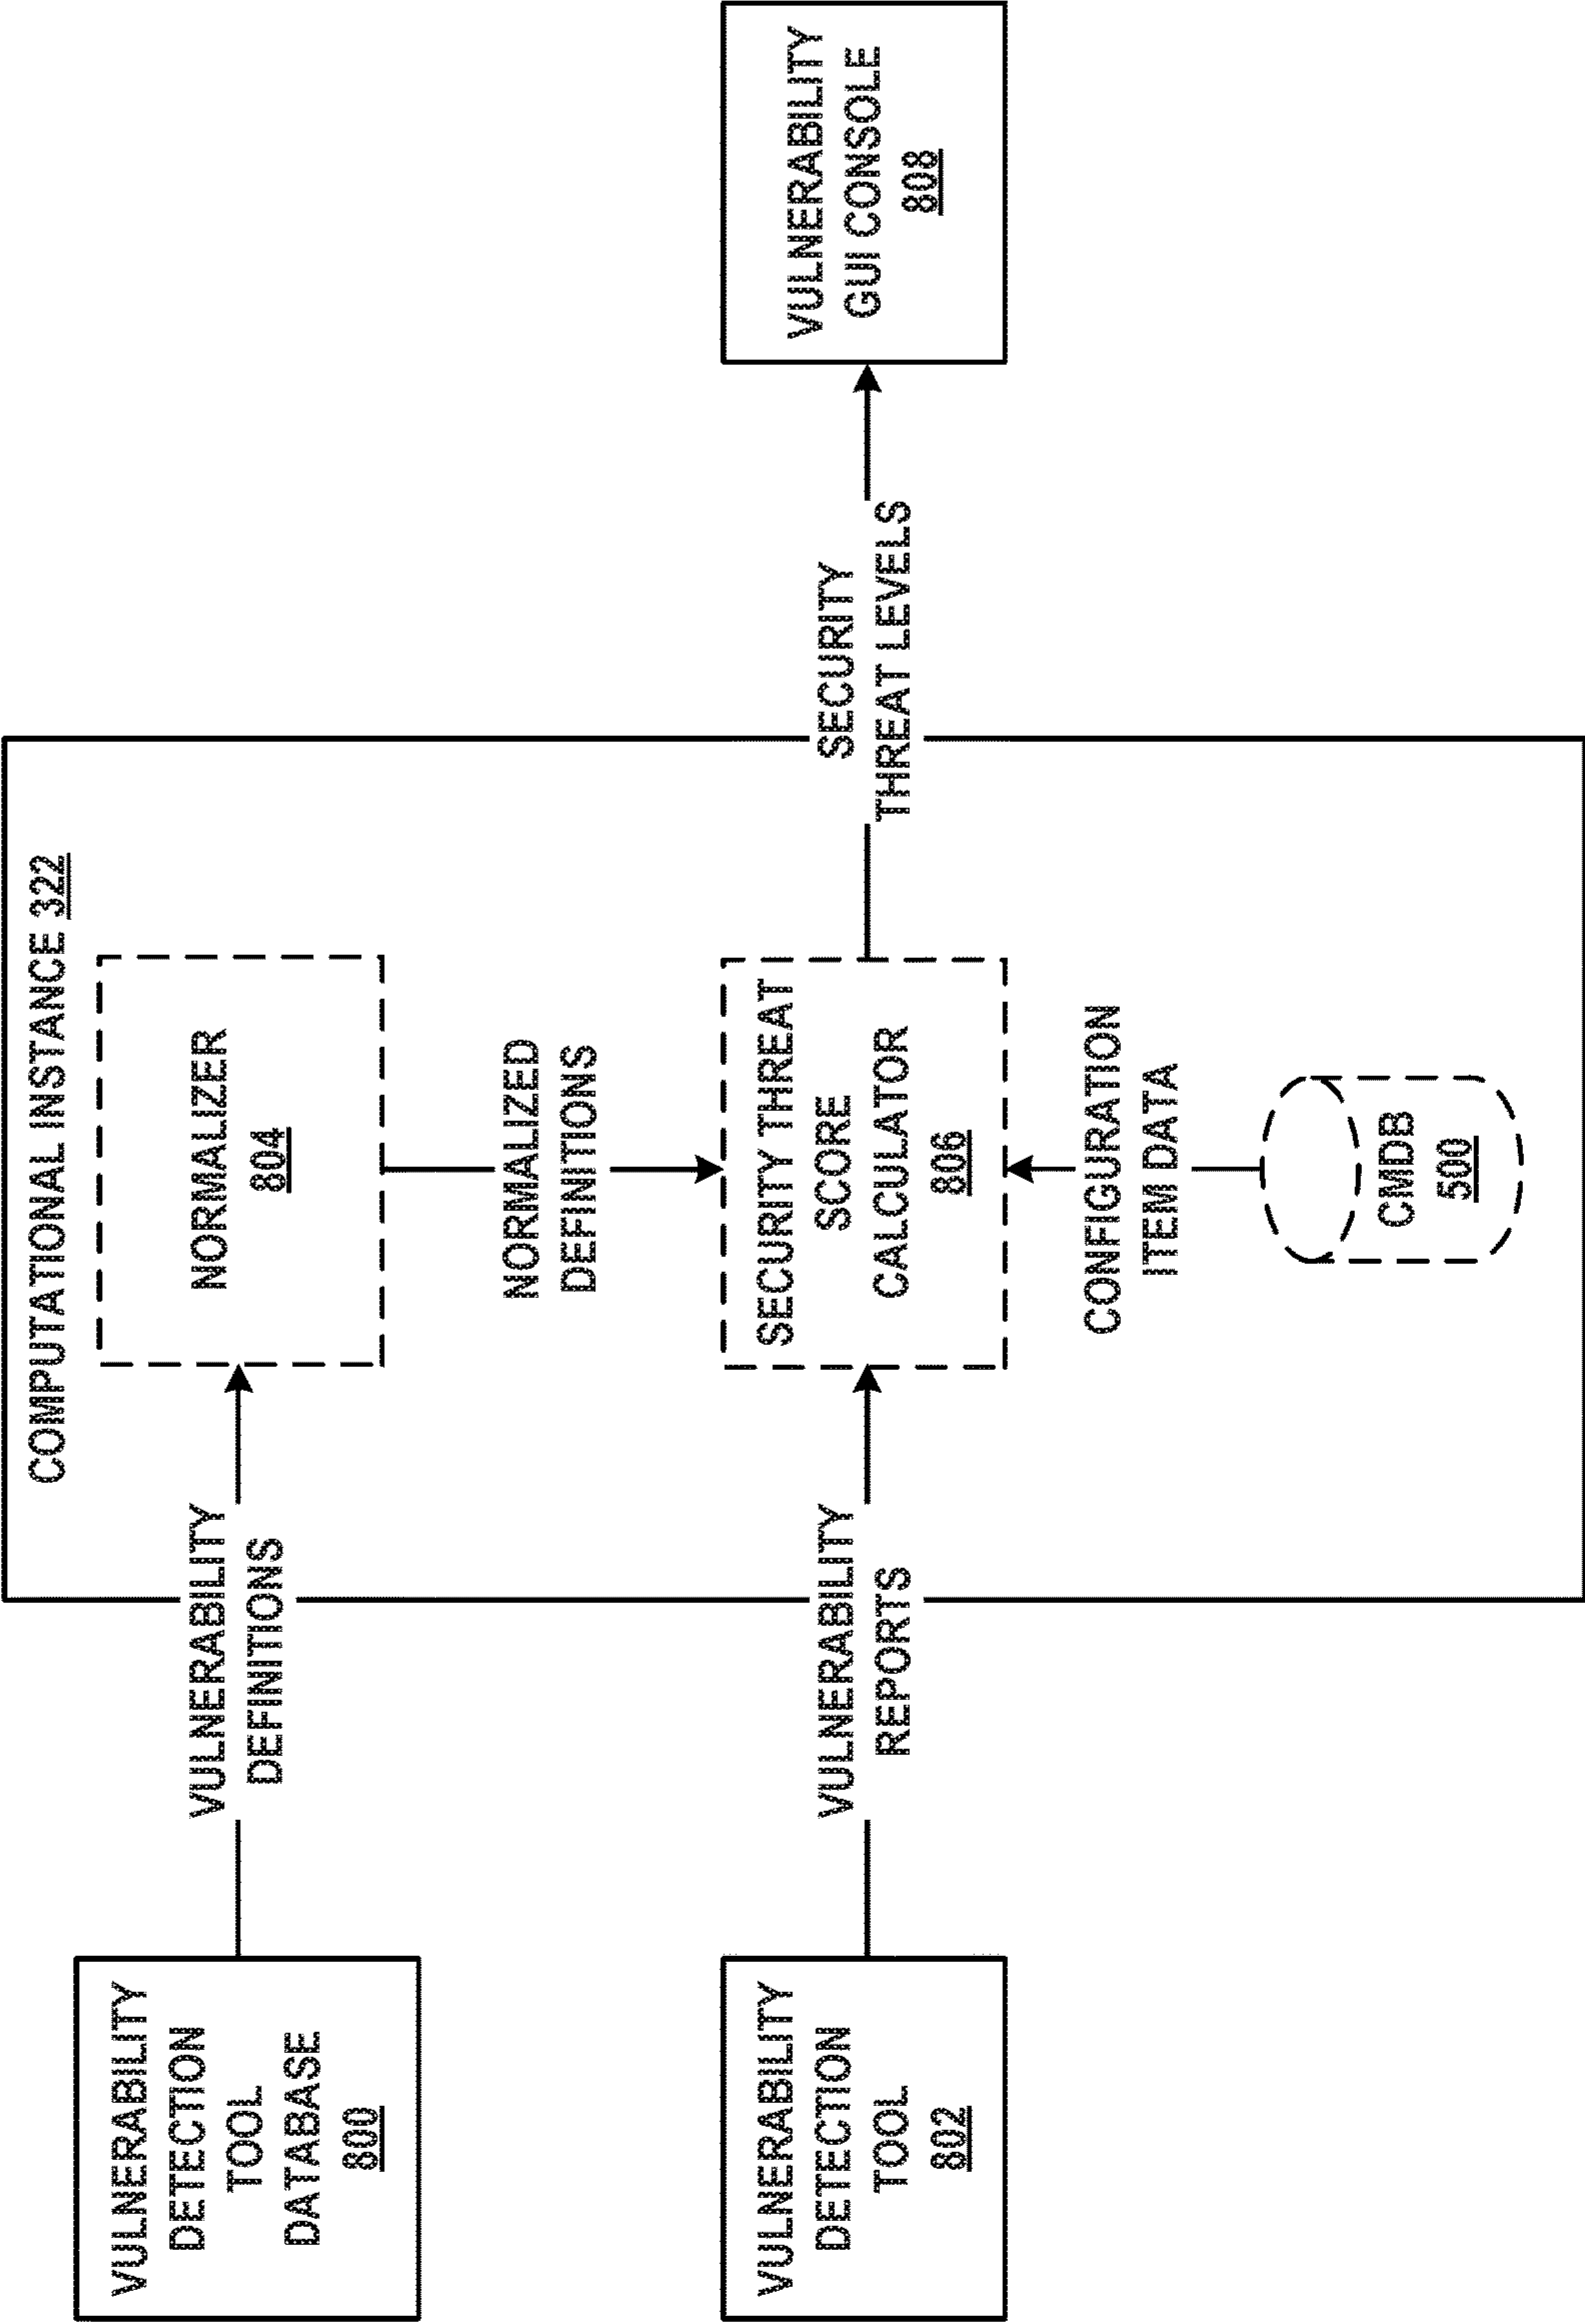 COMPUTATIONAL INSTANCE 322
VULNERABILITY
DETECTION
TOOL
DATABASE
800
VULNERABILITY
DEFINITIONS
NORMALIZER
804
NORMALIZED
DEFINITIONS
VULNERABILITY
DETECTION
TOOL
802
VULNERABILITY
REPORTS
SECURITY THREAT
SCORE
CALCULATOR
806
SECURITY
THREAT LEVELS
VULNERABILITY
GUI CONSOLE
808
CONFIGURATION
ITEM DATA
CMDB
500